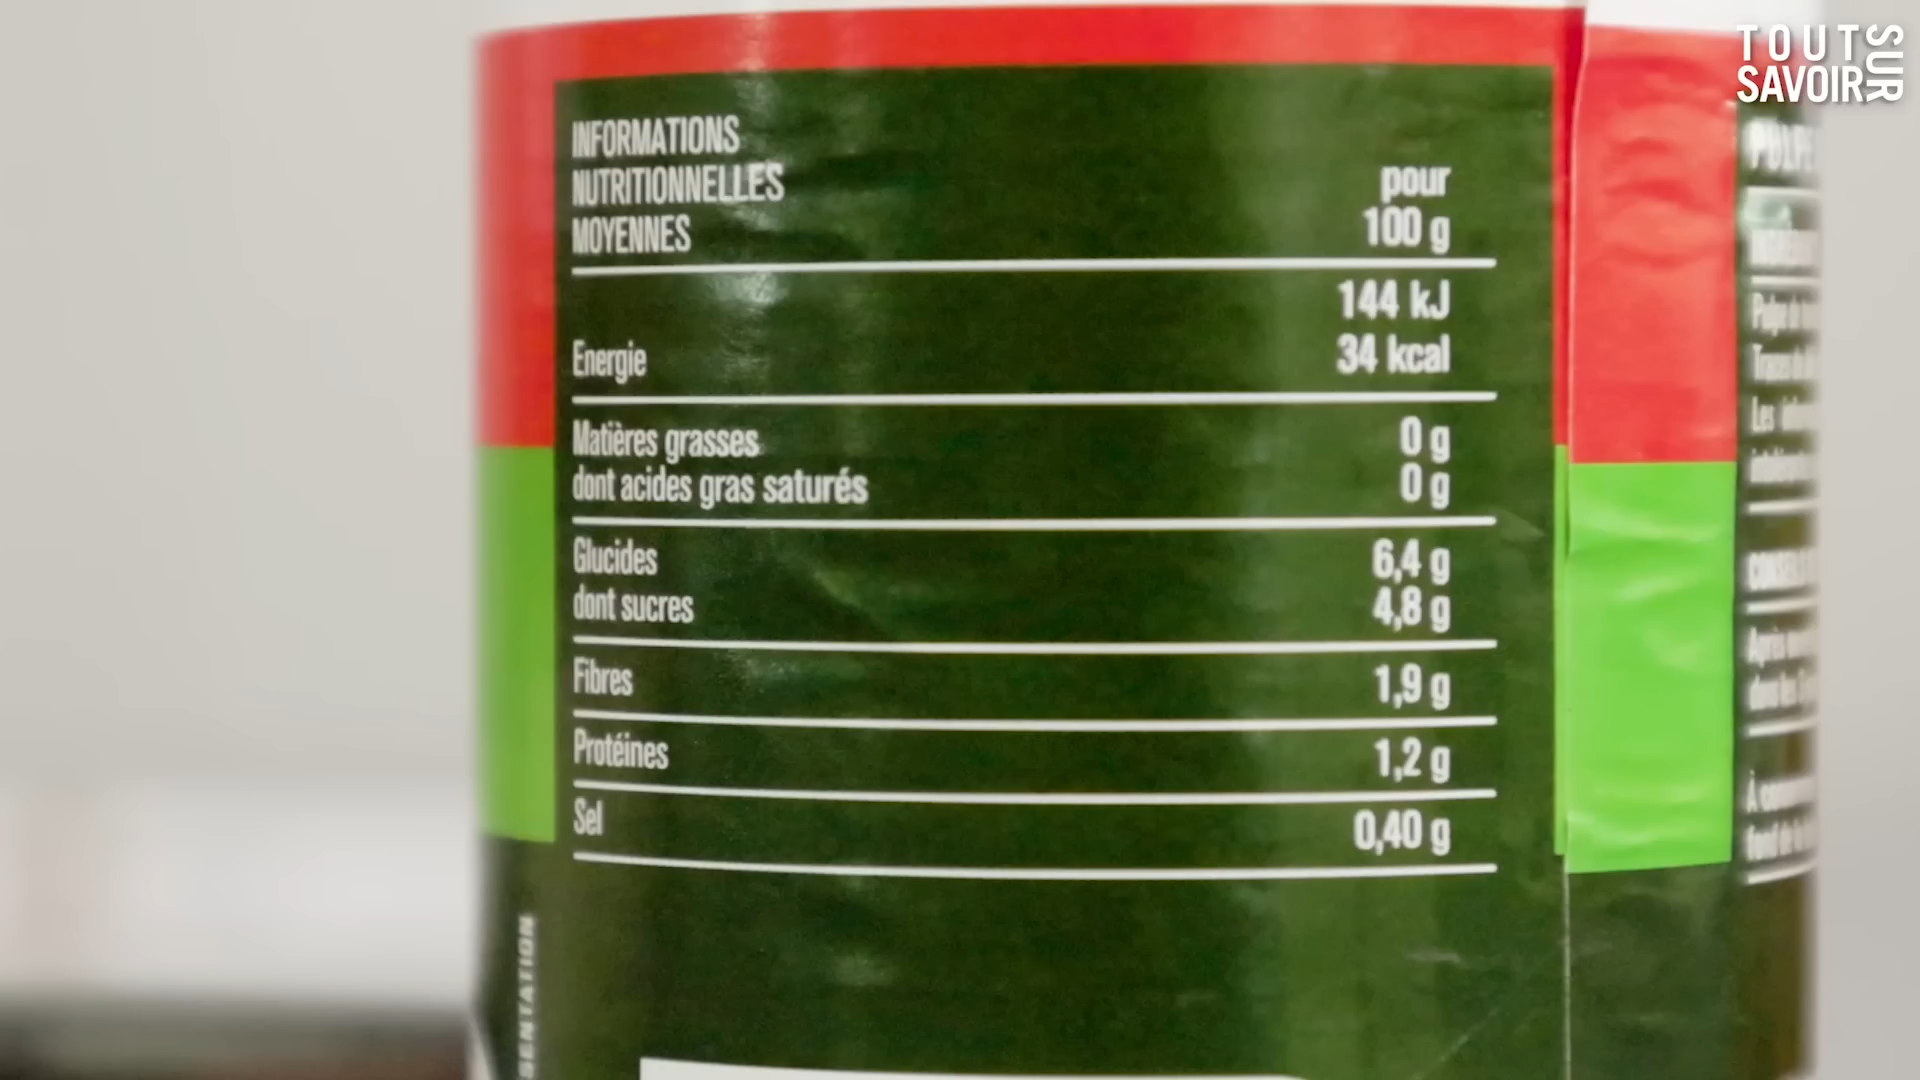 TOUT
SAVOIR
SUR
INFORMATIONS
NUTRITIONNELLES
MOYENNES
pour
100 g
144 kJ
Energie 34 kcal
Matières grasses 0 g
dont acides gras saturés 0 g
Glucides 6,4 g
dont sucres 4,8 g
Fibres 1,9 g
Protéines 1,2 g
Sel 0,40 g